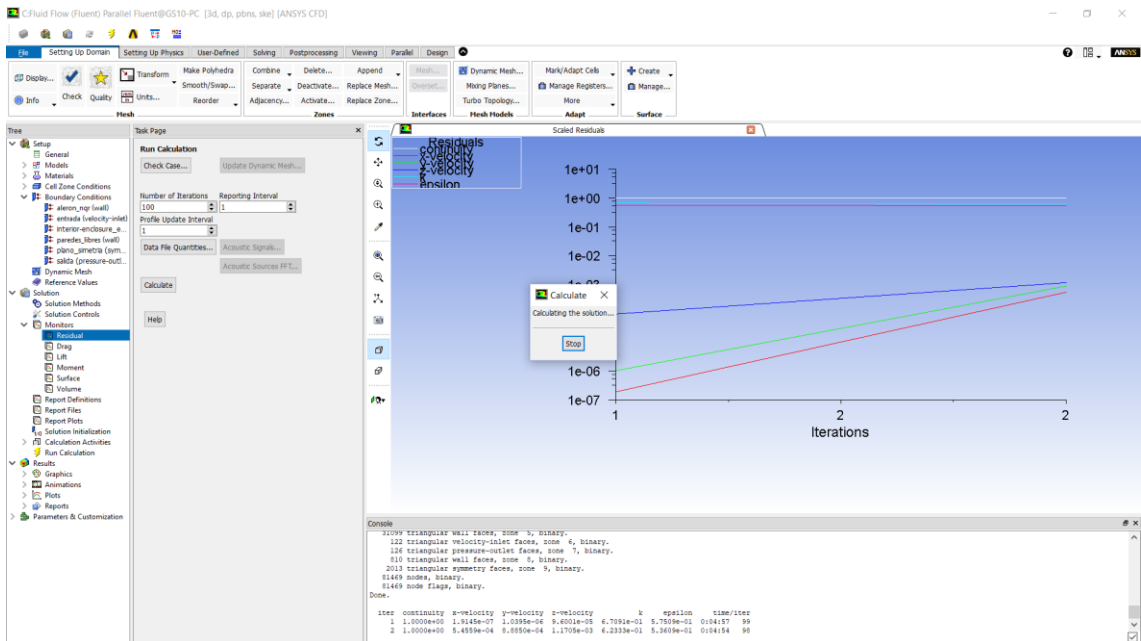 C:Fluid Flow (Fluent) Parallel Fluent@GS10-PC [3d, dp, pbns, ske] [ANSYS CFD]
File Setting Up Domain Setting Up Physics User-Defined Solving Postprocessing Viewing Parallel Design
ANSYS
Display... Transform Make Polyhedra Combine Delete... Append Mesh... Dynamic Mesh... Mark/Adapt Cells Create
Smooth/Swap... Separate Deactivate... Replace Mesh... Overset... Mixing Planes... Manage Registers... Manage...
Info Check Quality Units... Reorder Adjacency... Activate... Replace Zone... Turbo Topology... More
Mesh Zones Interfaces Mesh Models Adapt Surface
Tree
Setup
General
Models
Materials
Cell Zone Conditions
Boundary Conditions
aleron_nqr (wall)
entrada (velocity-inlet)
interior-enclosure_e...
paredes_libres (wall)
plano_simetria (sym...
salida (pressure-outl...
Dynamic Mesh
Reference Values
Solution
Solution Methods
Solution Controls
Monitors
Residual
Drag
Lift
Moment
Surface
Volume
Report Definitions
Report Files
Report Plots
Solution Initialization
Calculation Activities
Run Calculation
Results
Graphics
Animations
Plots
Reports
Parameters & Customization
Task Page
Run Calculation
Check Case... Update Dynamic Mesh...
Number of Iterations Reporting Interval
100 1
Profile Update Interval
1
Data File Quantities... Acoustic Signals...
Acoustic Sources FFT...
Calculate
Help
Scaled Residuals
Residuals
continuity
x-velocity
y-velocity
z-velocity
k
epsilon
1e+01
1e+00
1e-01
1e-02
1e-06
1e-07
1 2 2
Iterations
Calculate
Calculating the solution...
Stop
Console
31099 triangular wall faces, zone 5, binary.
122 triangular velocity-inlet faces, zone 6, binary.
126 triangular pressure-outlet faces, zone 7, binary.
810 triangular wall faces, zone 8, binary.
2013 triangular symmetry faces, zone 9, binary.
81469 nodes, binary.
81469 node flags, binary.
Done.
iter continuity x-velocity y-velocity z-velocity k epsilon time/iter
1 1.0000e+00 1.9145e-07 1.0395e-06 9.6001e-05 6.7091e-01 5.7509e-01 0:04:57 99
2 1.0000e+00 5.4559e-04 8.8850e-04 1.1705e-03 6.2333e-01 5.3609e-01 0:04:54 98